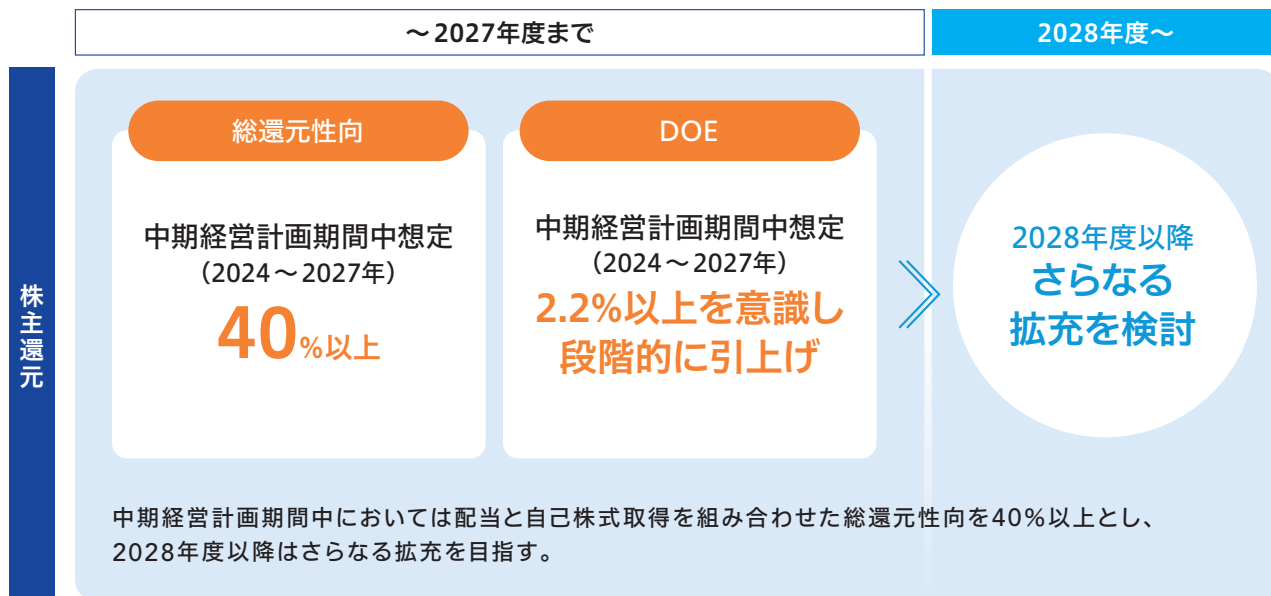 ～2027年度まで
2028年度～
株主還元
総還元性向
中期経営計画期間中想定
（2024～2027年）
40%以上
DOE
中期経営計画期間中想定
（2024～2027年）
2.2%以上を意識し
段階的に引上げ
2028年度以降
さらなる
拡充を検討
中期経営計画期間中においては配当と自己株式取得を組み合わせた総還元性向を40％以上とし、
2028年度以降はさらなる拡充を目指す。